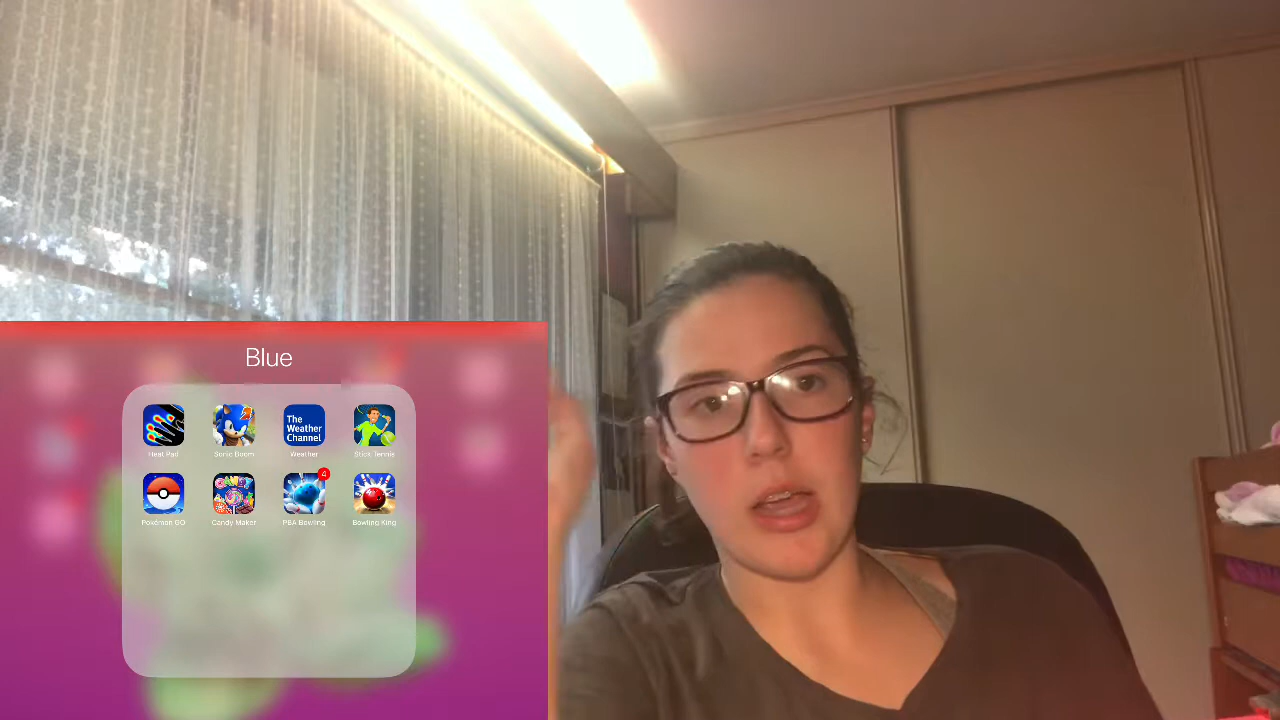 Blue
The
Weather
Channel
Heat Pad
Sonic Boom
Weather
Stick Tennis
CANDY
4
Pokémon GO
Candy Maker
PBA Bowling
Bowling King